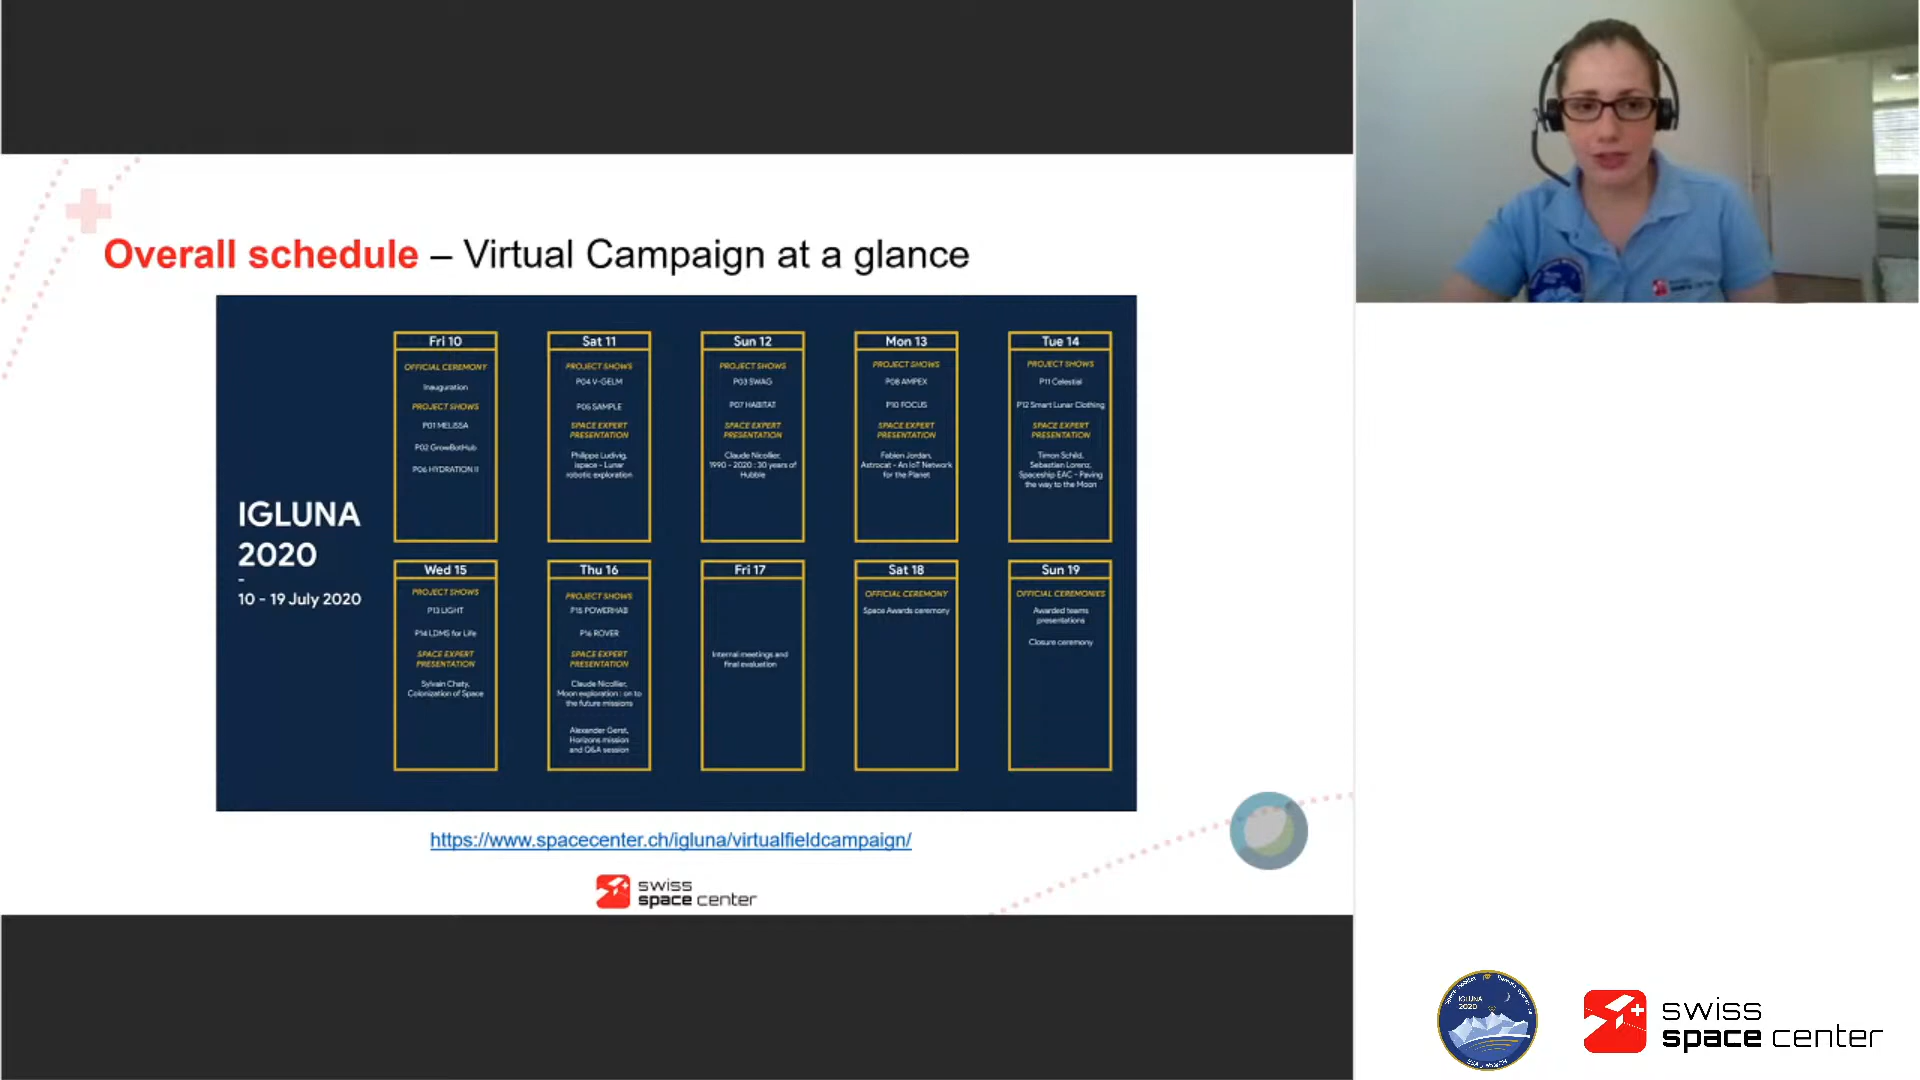 Overall schedule – Virtual Campaign at a glance
IGLUNA
2020
-
10 - 19 July 2020
Fri 10
OFFICIAL CEREMONY
Inauguration
PROJECT SHOWS
P01 MELISSA
P02 GrowBotHub
P06 HYDRATION II
Sat 11
PROJECT SHOWS
P04 V-GELM
P05 SAMPLE
SPACE EXPERT
PRESENTATION
Philippe Ludivig,
ispace - Lunar
robotic exploration
Sun 12
PROJECT SHOWS
P03 SWAG
P07 HABITAT
SPACE EXPERT
PRESENTATION
Claude Nicollier,
1990 - 2020 : 30 years of
Hubble
Mon 13
PROJECT SHOWS
P08 AMPEX
P10 FOCUS
SPACE EXPERT
PRESENTATION
Fabien Jordan,
Astrocat - An IoT Network
for the Planet
Tue 14
PROJECT SHOWS
P11 Celestial
P12 Smart Lunar Clothing
SPACE EXPERT
PRESENTATION
Timon Schild,
Sebastian Lorenz,
Spaceship EAC - Paving
the way to the Moon
Wed 15
PROJECT SHOWS
P13 LIGHT
P14 LDMS for Life
SPACE EXPERT
PRESENTATION
Sylvain Chaty,
Colonization of Space
Thu 16
PROJECT SHOWS
P15 POWERHAB
P16 ROVER
SPACE EXPERT
PRESENTATION
Claude Nicollier,
Moon exploration : on to
the future missions
Alexander Gerst,
Horizons mission
and Q&A session
Fri 17
Internal meetings and
final evaluation
Sat 18
OFFICIAL CEREMONY
Space Awards ceremony
Sun 19
OFFICIAL CEREMONIES
Awarded teams
presentations
Closure ceremony
https://www.spacecenter.ch/igluna/virtualfieldcampaign/
swiss
space center
IGLUNA
2020
swiss
space center